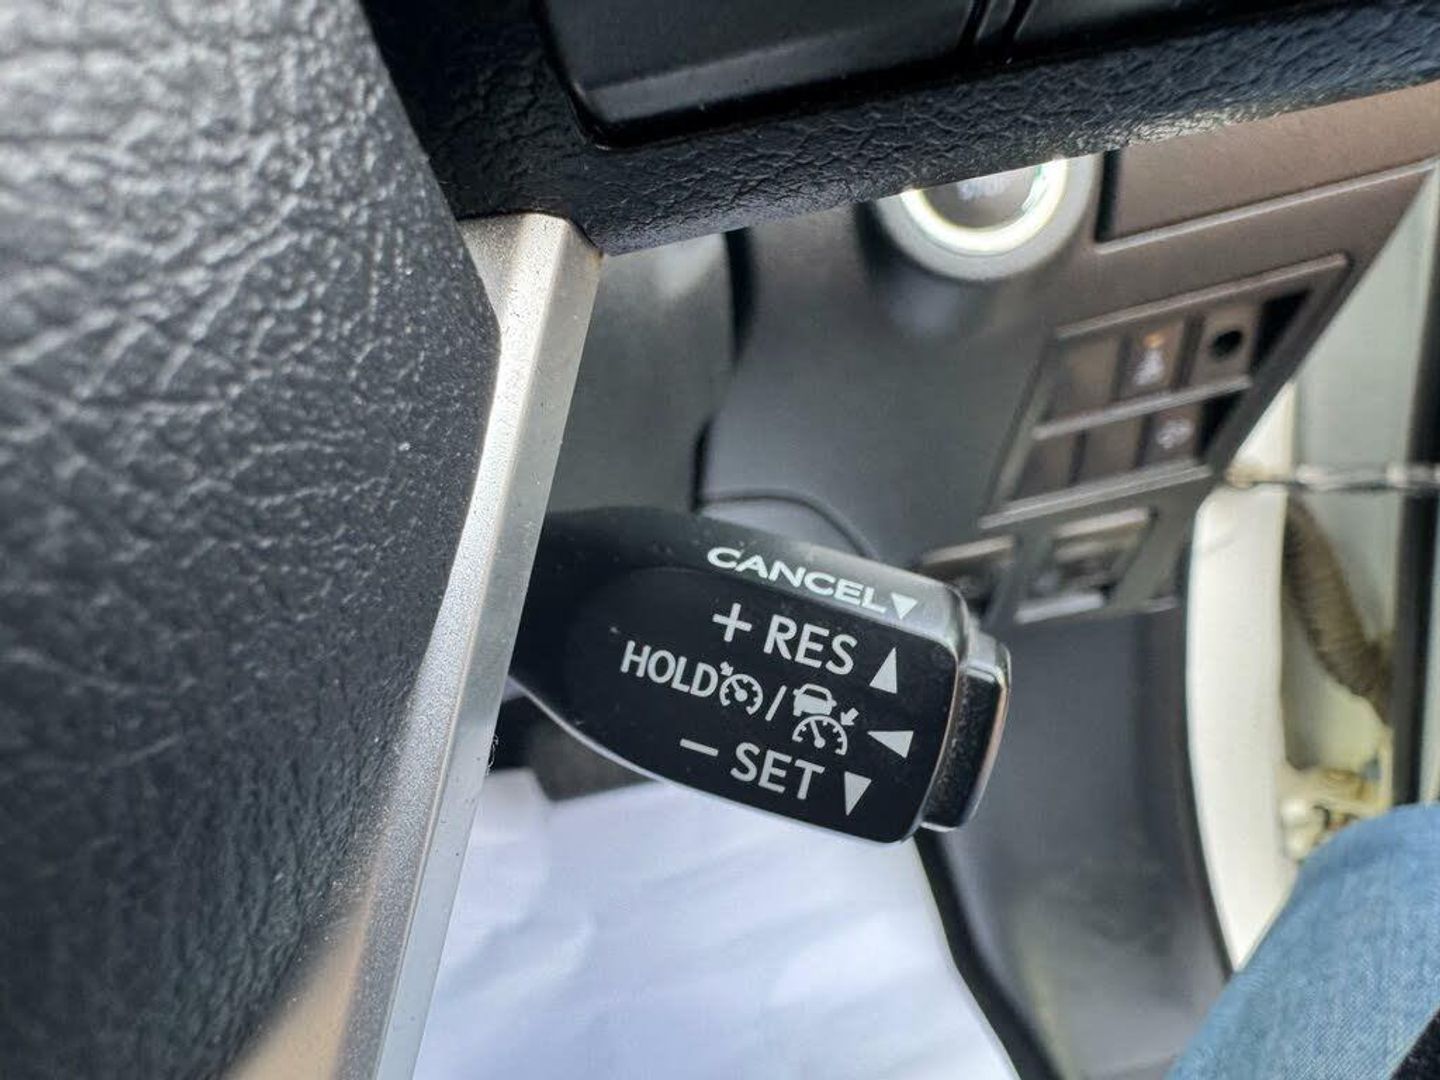 CANCEL▼
+ RES ▲
HOLD / ◀
− SET ▼